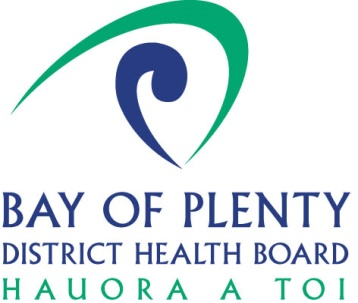 BAY OF PLENTY
DISTRICT HEALTH BOARD
HAUORA A TOI